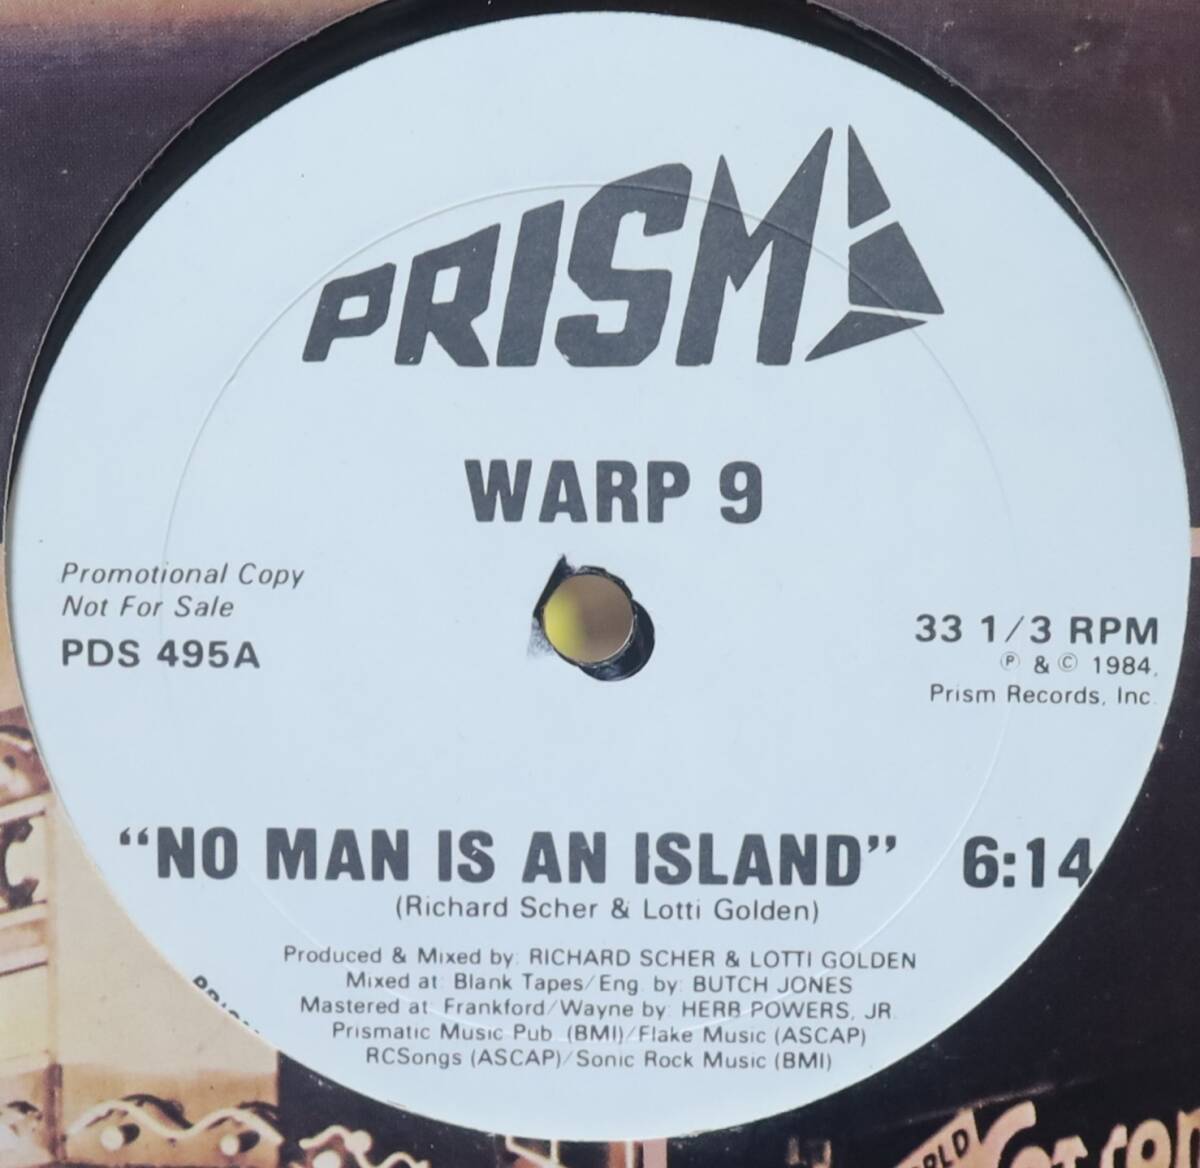 PRISM
WARP 9
Promotional Copy
Not For Sale
PDS 495A
33 1/3 RPM
℗ & © 1984,
Prism Records, Inc.
"NO MAN IS AN ISLAND" 6:14
(Richard Scher & Lotti Golden)
Produced & Mixed by: RICHARD SCHER & LOTTI GOLDEN
Mixed at: Blank Tapes/Eng. by: BUTCH JONES
Mastered at: Frankford/Wayne by: HERB POWERS, JR.
Prismatic Music Pub. (BMI)/Flake Music (ASCAP)
RCSongs (ASCAP)/Sonic Rock Music (BMI)